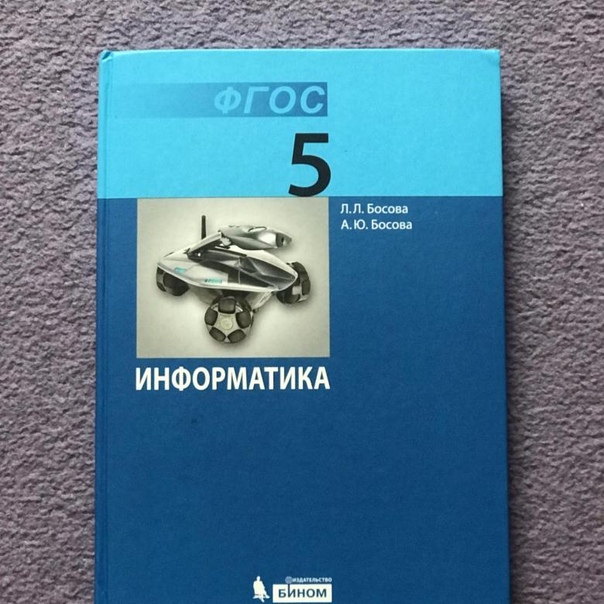 ФГОС
5
Л.Л. Босова
А.Ю. Босова
ИНФОРМАТИКА
ИЗДАТЕЛЬСТВО
БИНОМ